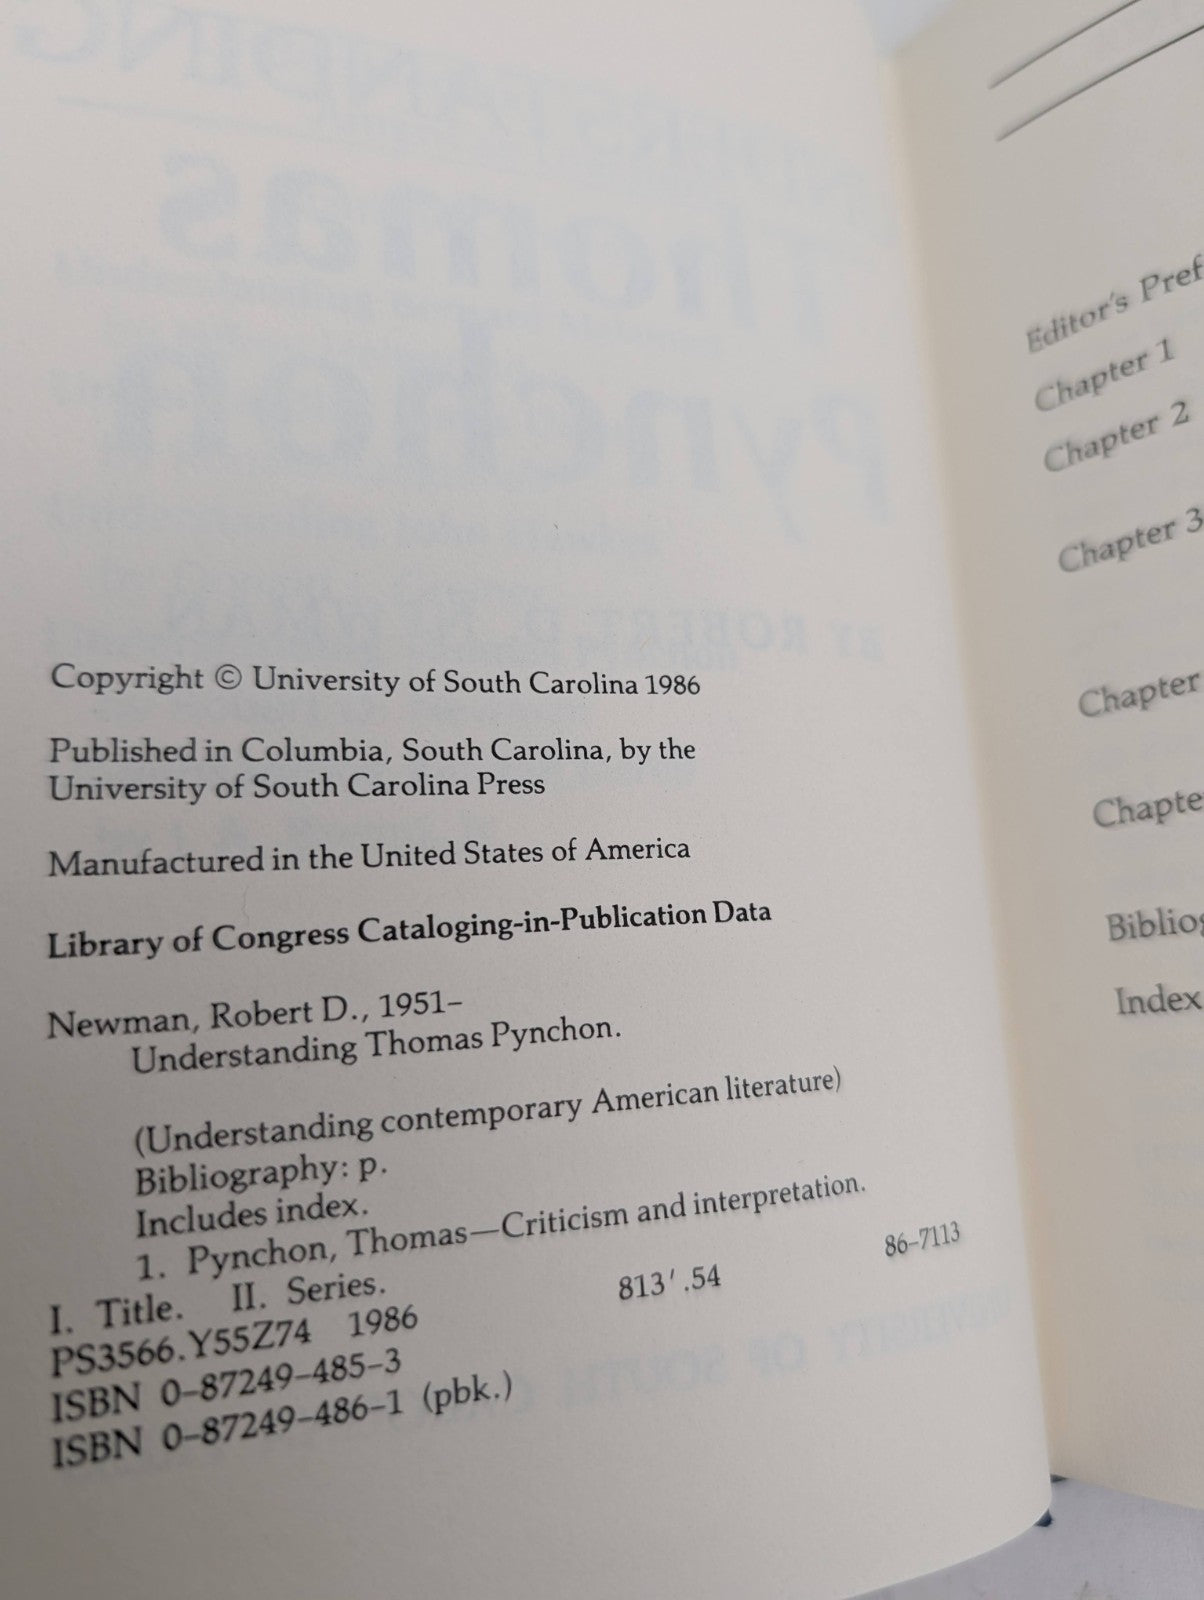 Copyright © University of South Carolina 1986
Published in Columbia, South Carolina, by the
University of South Carolina Press
Manufactured in the United States of America
Library of Congress Cataloging-in-Publication Data
Newman, Robert D., 1951–
Understanding Thomas Pynchon.
(Understanding contemporary American literature)
Bibliography: p.
Includes index.
1. Pynchon, Thomas—Criticism and interpretation.
I. Title. II. Series.
PS3566.Y55Z74 1986 813′.54 86–7113
ISBN 0–87249–485–3
ISBN 0–87249–486–1 (pbk.)
Editor's Pref
Chapter 1
Chapter 2
Chapter 3
Chapter
Chapte
Bibliog
Index